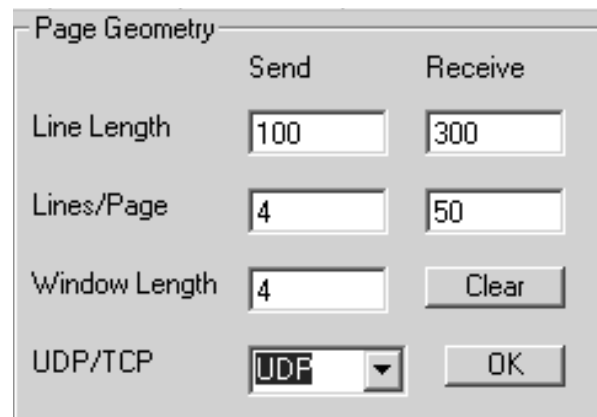 Page Geometry
Send Receive
Line Length 100 300
Lines/Page 4 50
Window Length 4 Clear
UDP/TCP UDP OK